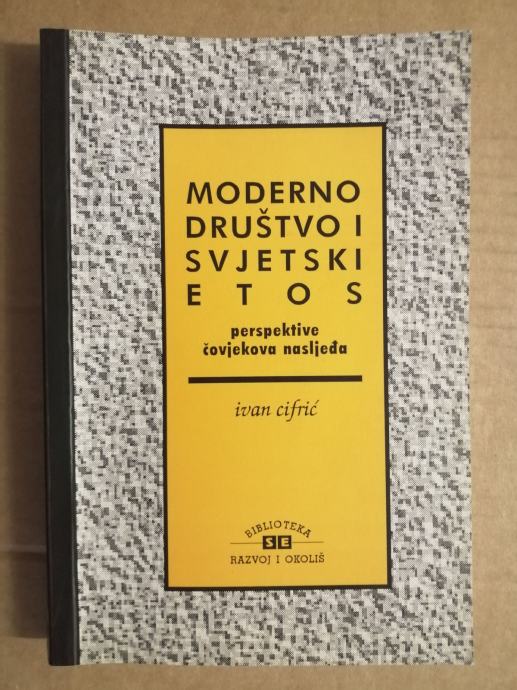 MODERNO
DRUŠTVO I
SVJETSKI
ETOS
perspektive
čovjekova nasljeđa
ivan cifrić
BIBLIOTEKA
SE
RAZVOJ I OKOLIŠ